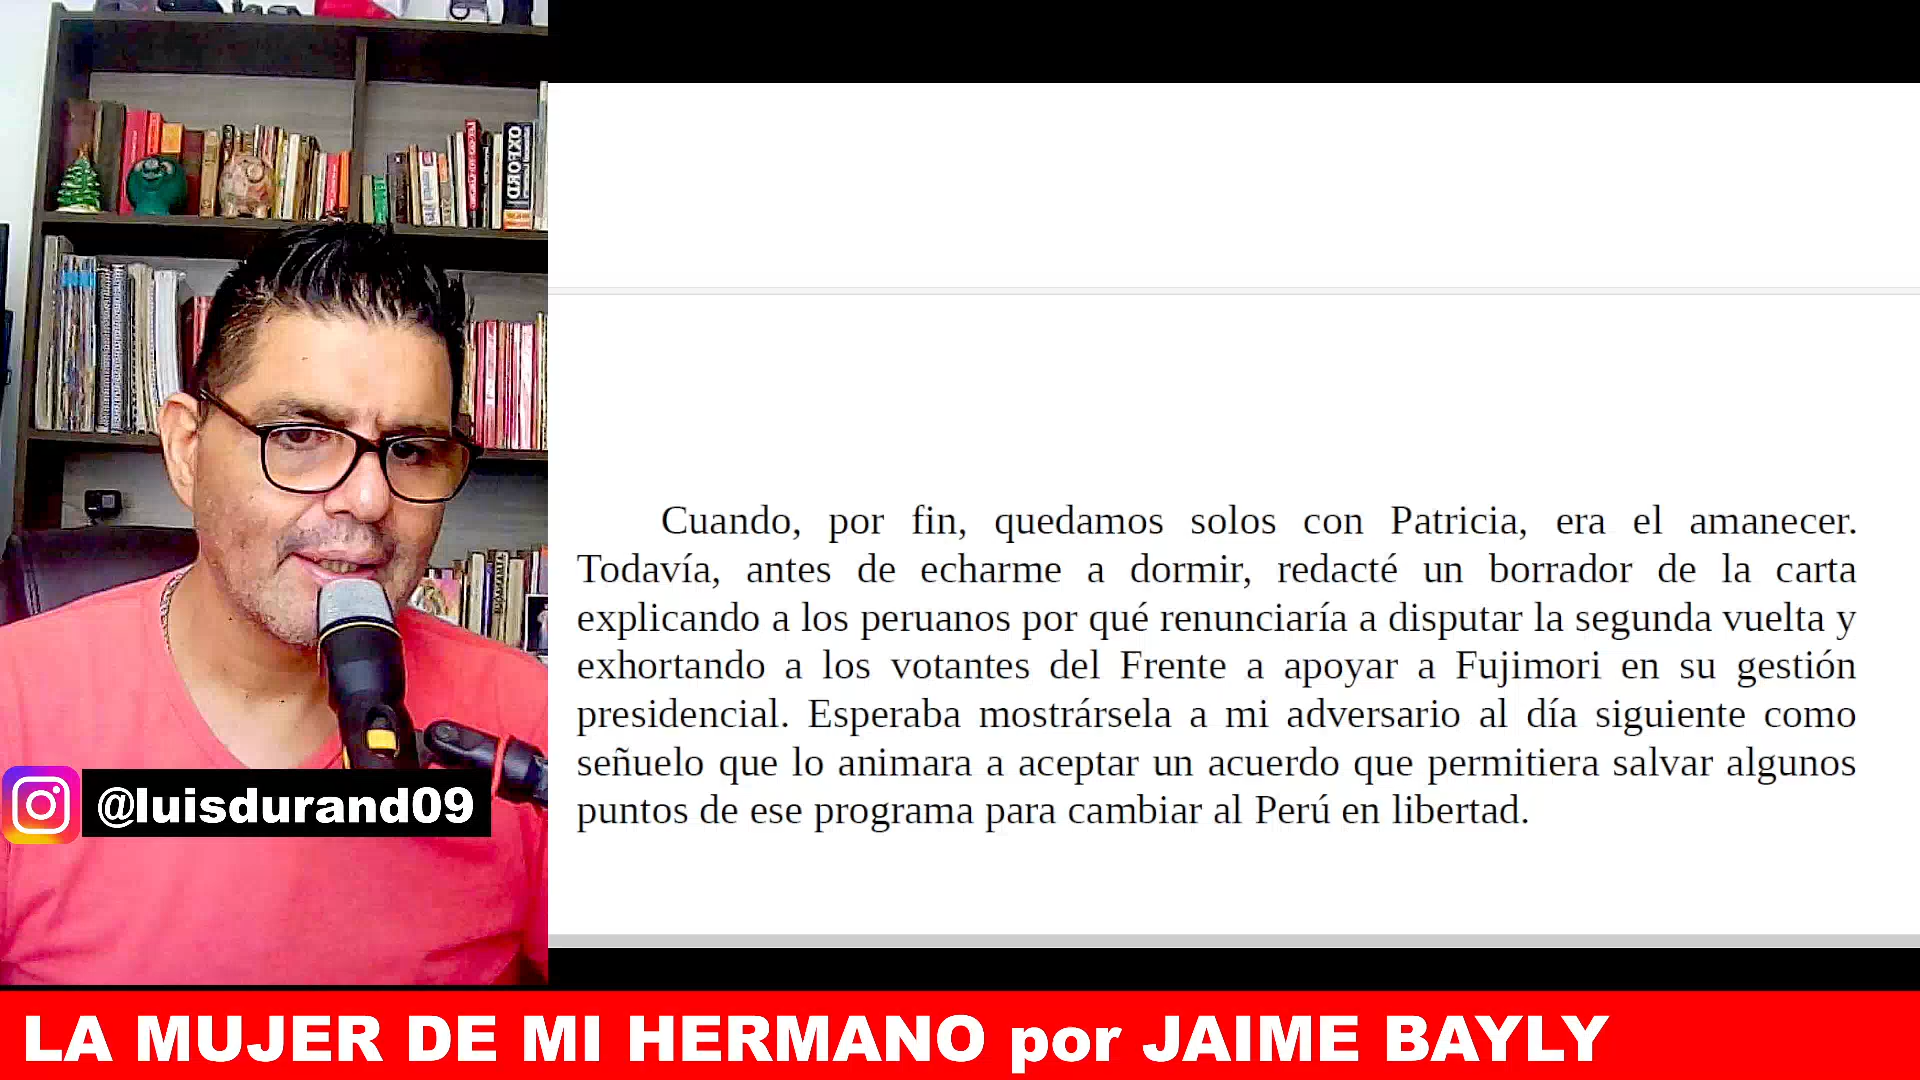 OXFORD
Cuando, por fin, quedamos solos con Patricia, era el amanecer.
Todavía, antes de echarme a dormir, redacté un borrador de la carta
explicando a los peruanos por qué renunciaría a disputar la segunda vuelta y
exhortando a los votantes del Frente a apoyar a Fujimori en su gestión
presidencial. Esperaba mostrársela a mi adversario al día siguiente como
señuelo que lo animara a aceptar un acuerdo que permitiera salvar algunos
puntos de ese programa para cambiar al Perú en libertad.
@luisdurand09
LA MUJER DE MI HERMANO por JAIME BAYLY